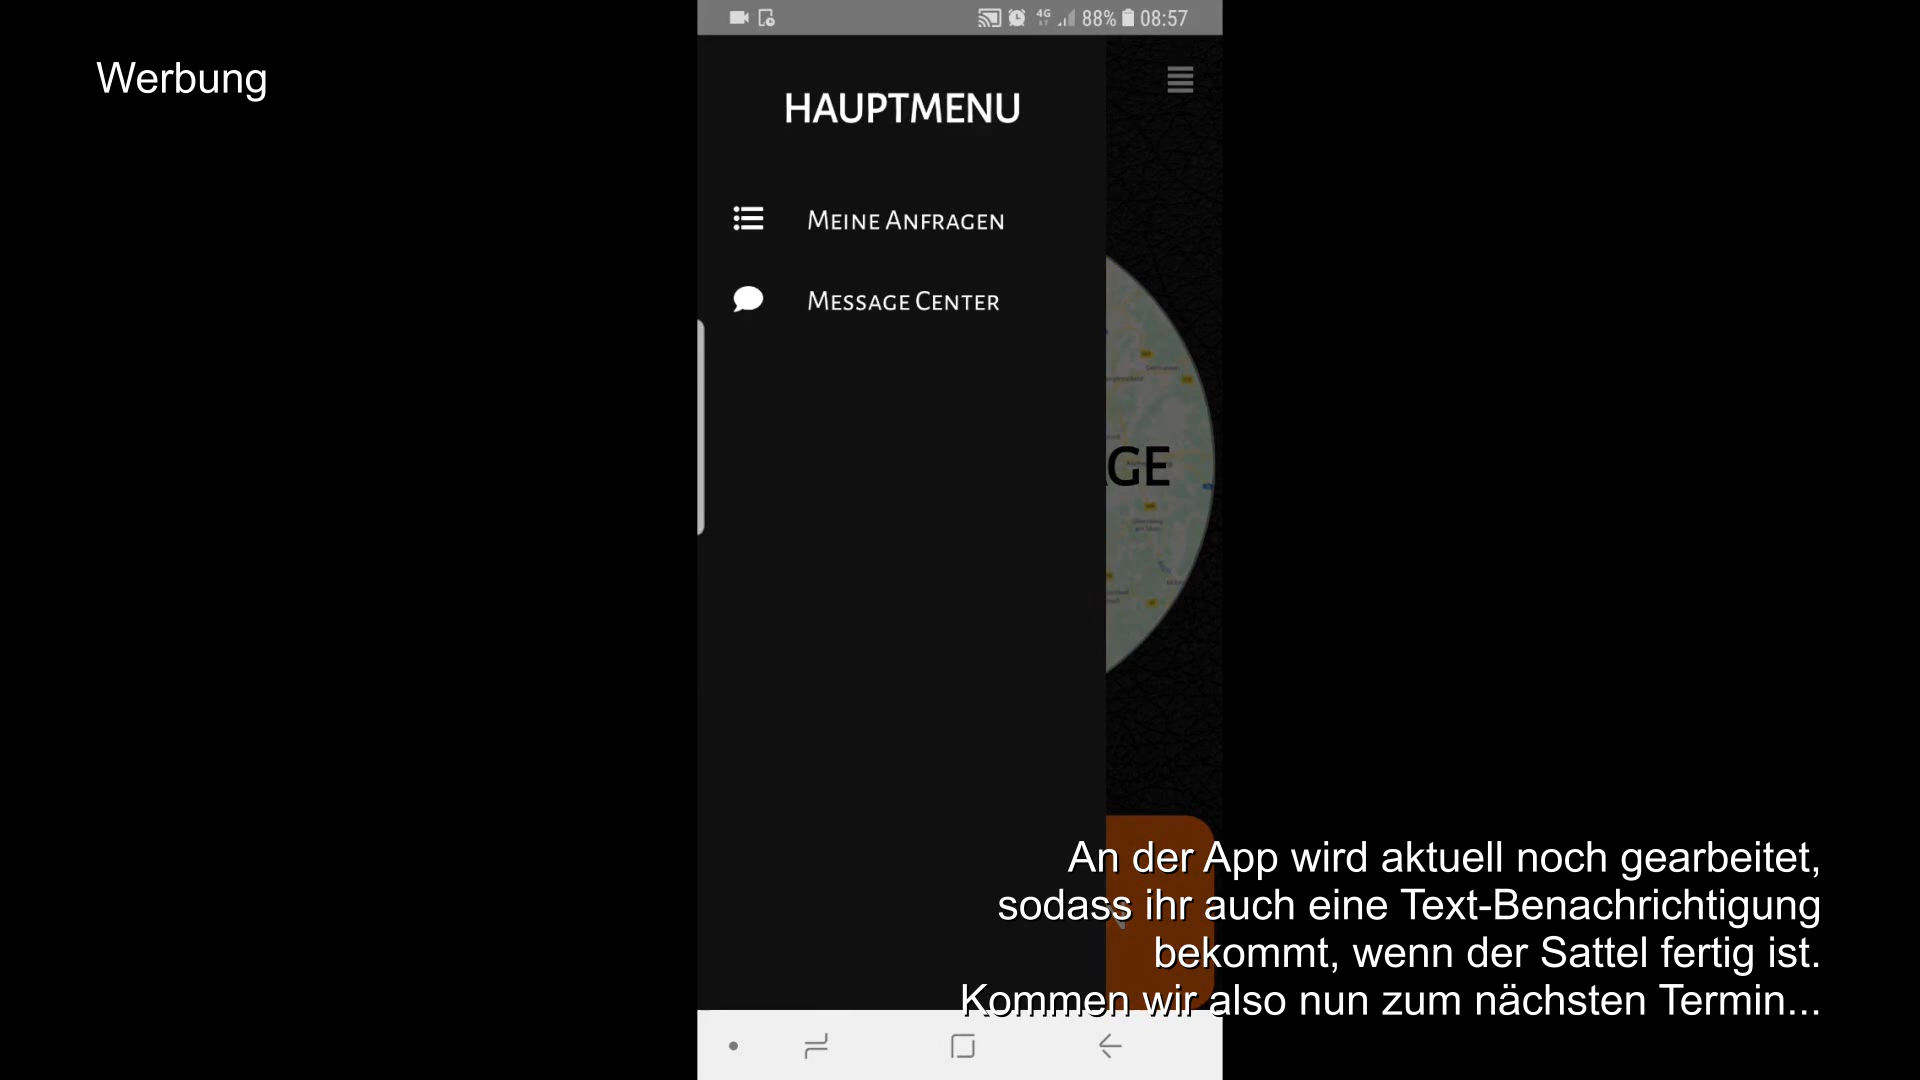 88% 08:57
Werbung
HAUPTMENU
MEINE ANFRAGEN
MESSAGE CENTER
GE
An der App wird aktuell noch gearbeitet,
sodass ihr auch eine Text-Benachrichtigung
bekommt, wenn der Sattel fertig ist.
Kommen wir also nun zum nächsten Termin...